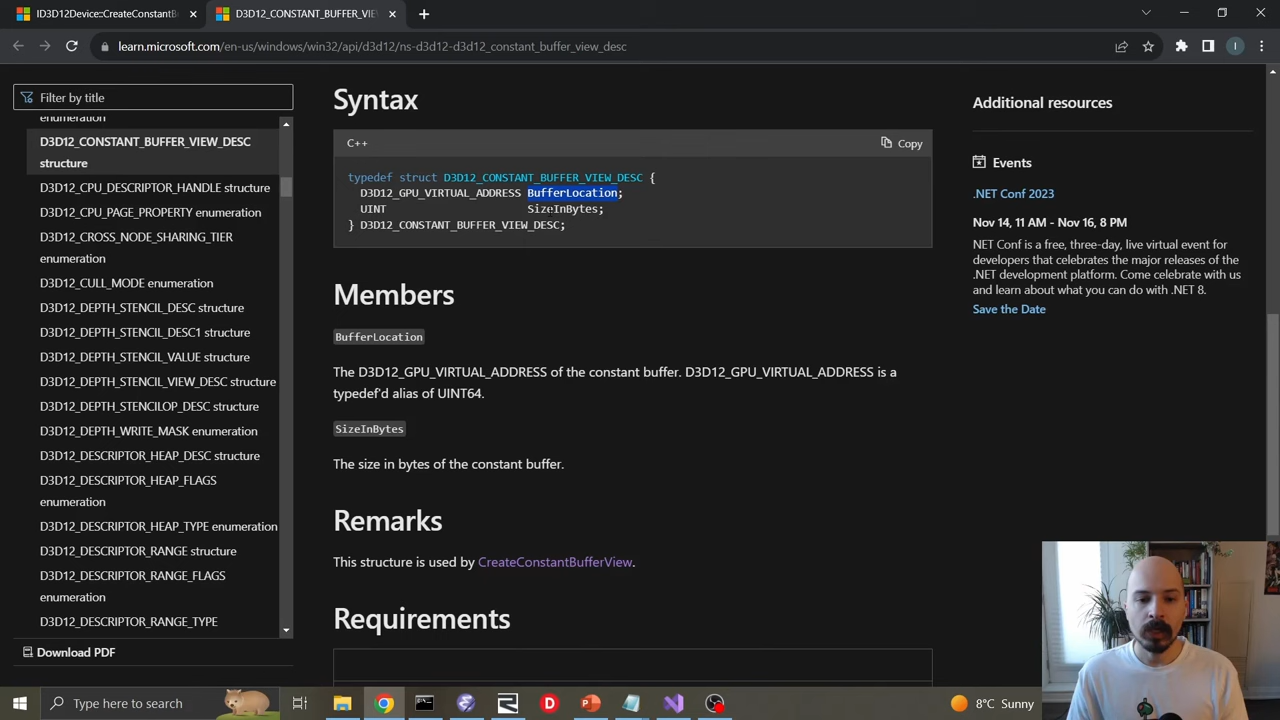 ID3D12Device::CreateConstantB
D3D12_CONSTANT_BUFFER_VIE
learn.microsoft.com/en-us/windows/win32/api/d3d12/ns-d3d12-d3d12_constant_buffer_view_desc
I
Filter by title
enumeration
D3D12_CONSTANT_BUFFER_VIEW_DESC
structure
D3D12_CPU_DESCRIPTOR_HANDLE structure
D3D12_CPU_PAGE_PROPERTY enumeration
D3D12_CROSS_NODE_SHARING_TIER
enumeration
D3D12_CULL_MODE enumeration
D3D12_DEPTH_STENCIL_DESC structure
D3D12_DEPTH_STENCIL_DESC1 structure
D3D12_DEPTH_STENCIL_VALUE structure
D3D12_DEPTH_STENCIL_VIEW_DESC structure
D3D12_DEPTH_STENCILOP_DESC structure
D3D12_DEPTH_WRITE_MASK enumeration
D3D12_DESCRIPTOR_HEAP_DESC structure
D3D12_DESCRIPTOR_HEAP_FLAGS
enumeration
D3D12_DESCRIPTOR_HEAP_TYPE enumeration
D3D12_DESCRIPTOR_RANGE structure
D3D12_DESCRIPTOR_RANGE_FLAGS
enumeration
D3D12_DESCRIPTOR_RANGE_TYPE
Download PDF
Syntax
C++
Copy
typedef struct D3D12_CONSTANT_BUFFER_VIEW_DESC {
D3D12_GPU_VIRTUAL_ADDRESS BufferLocation;
UINT SizeInBytes;
} D3D12_CONSTANT_BUFFER_VIEW_DESC;
Members
BufferLocation
The D3D12_GPU_VIRTUAL_ADDRESS of the constant buffer. D3D12_GPU_VIRTUAL_ADDRESS is a
typedef'd alias of UINT64.
SizeInBytes
The size in bytes of the constant buffer.
Remarks
This structure is used by CreateConstantBufferView.
Requirements
Additional resources
Events
.NET Conf 2023
Nov 14, 11 AM - Nov 16, 8 PM
.NET Conf is a free, three-day, live virtual event for
developers that celebrates the major releases of the
.NET development platform. Come celebrate with us
and learn about what you can do with .NET 8.
Save the Date
Type here to search
8°C Sunny